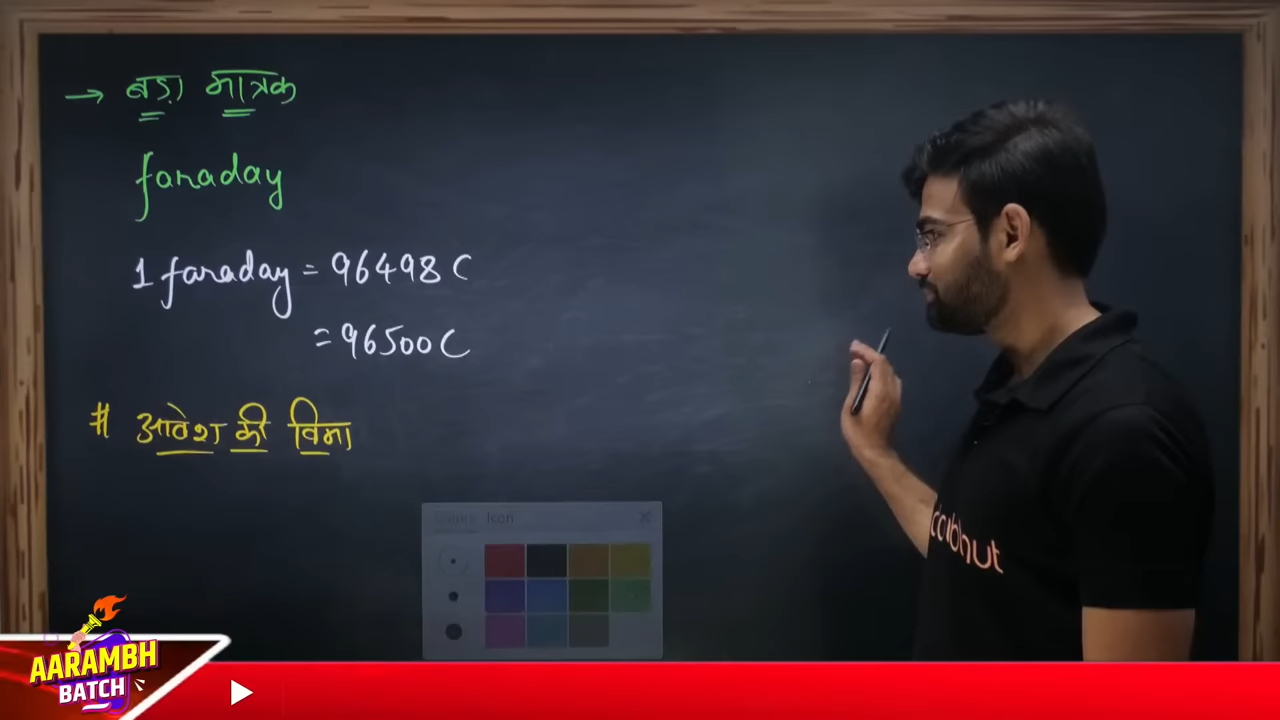 → बड़ा मात्रक
faraday
1 faraday = 96498 C
= 96500 C
# आवेश की विमा
Icon
AARAMBH
BATCH